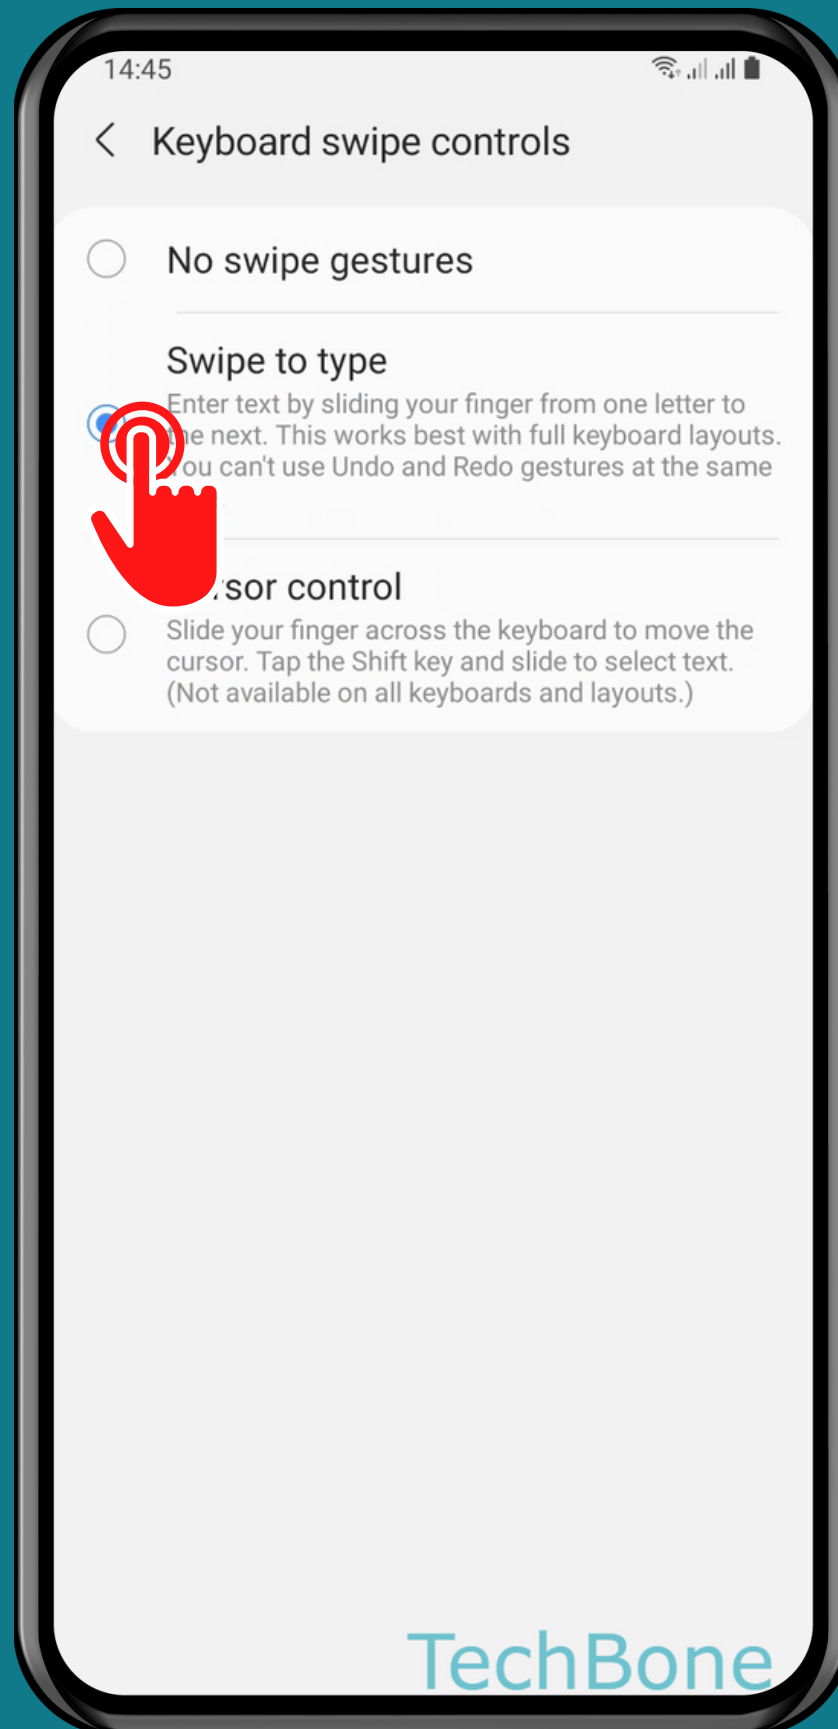 14:45
Keyboard swipe controls
No swipe gestures
Swipe to type
Enter text by sliding your finger from one letter to
the next. This works best with full keyboard layouts.
You can't use Undo and Redo gestures at the same
control
Slide your finger across the keyboard to move the
cursor. Tap the Shift key and slide to select text.
(Not available on all keyboards and layouts.)
TechBone